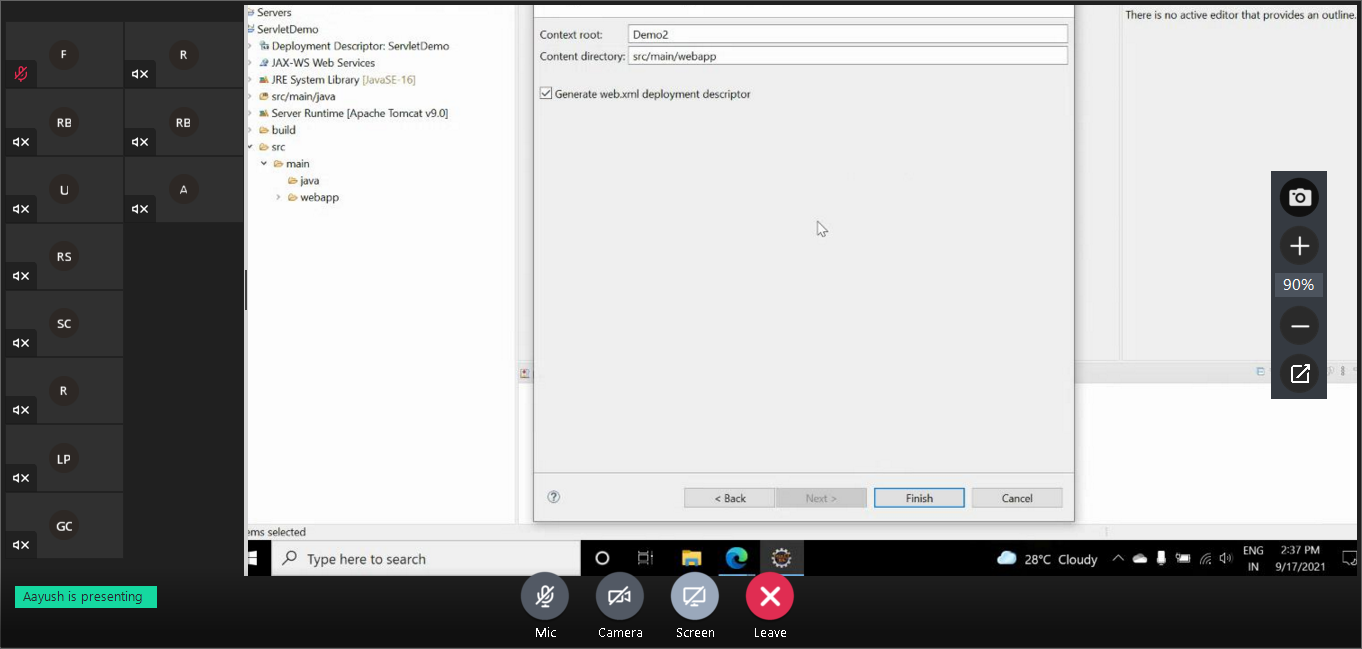 F
R
RB
RB
U
A
RS
SC
R
LP
GC
Aayush is presenting
Servers
ServletDemo
Deployment Descriptor: ServletDemo
JAX-WS Web Services
JRE System Library [JavaSE-16]
src/main/java
Server Runtime [Apache Tomcat v9.0]
build
src
main
java
webapp
ems selected
Context root: Demo2
Content directory: src/main/webapp
Generate web.xml deployment descriptor
?
< Back
Next >
Finish
Cancel
There is no active editor that provides an outline.
90%
Type here to search
28°C Cloudy
ENG
IN
2:37 PM
9/17/2021
Mic
Camera
Screen
Leave